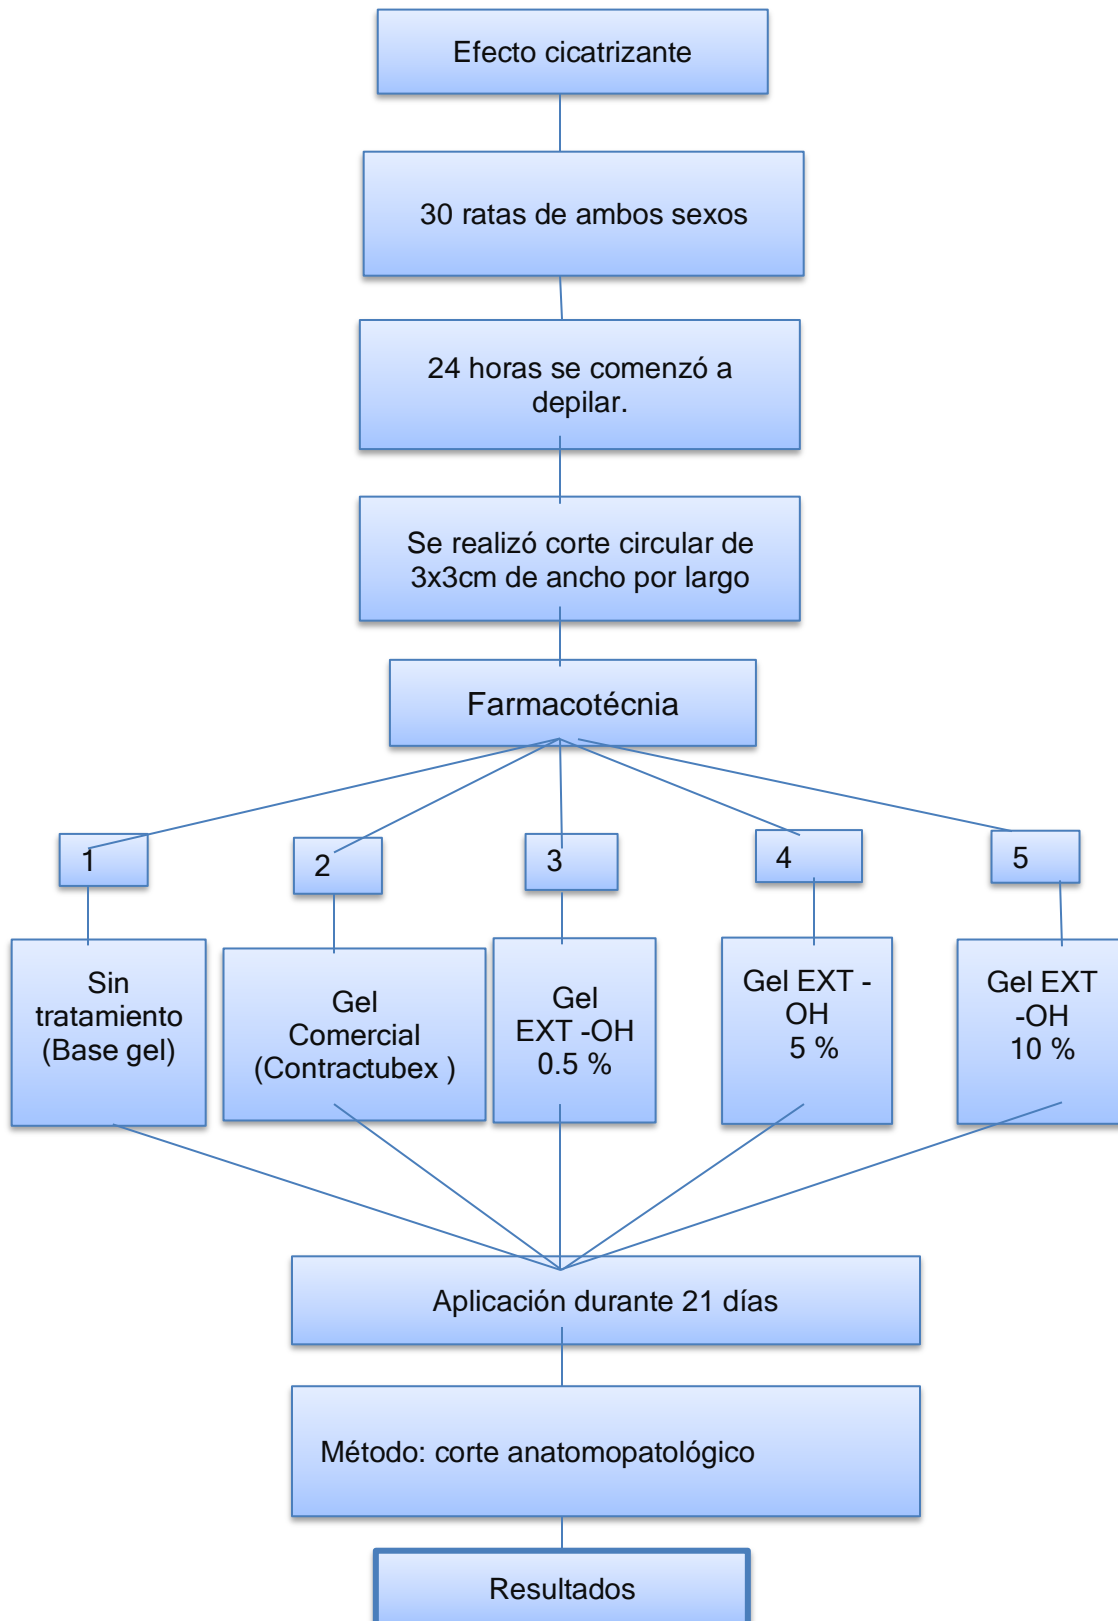 Efecto cicatrizante
30 ratas de ambos sexos
24 horas se comenzó a
depilar.
Se realizó corte circular de
3x3cm de ancho por largo
Farmacotécnia
1
2
3
4
5
Sin
tratamiento
(Base gel)
Gel
Comercial
(Contractubex )
Gel
EXT -OH
0.5 %
Gel EXT -
OH
5 %
Gel EXT
-OH
10 %
Aplicación durante 21 días
Método: corte anatomopatológico
Resultados